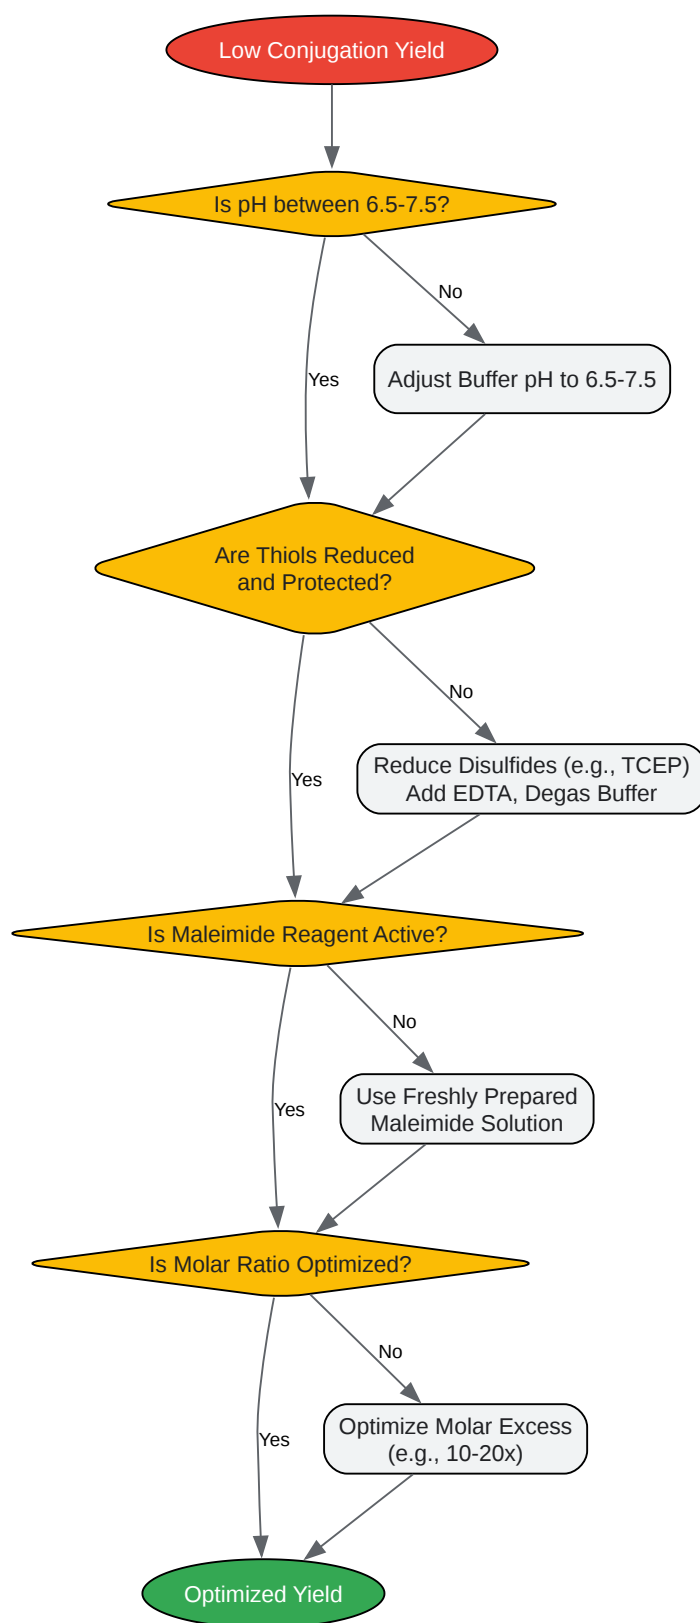 Low Conjugation Yield
Is pH between 6.5-7.5?
No
Adjust Buffer pH to 6.5-7.5
Yes
Are Thiols Reduced
and Protected?
No
Reduce Disulfides (e.g., TCEP)
Add EDTA, Degas Buffer
Yes
Is Maleimide Reagent Active?
No
Use Freshly Prepared
Maleimide Solution
Yes
Is Molar Ratio Optimized?
No
Optimize Molar Excess
(e.g., 10-20x)
Yes
Optimized Yield